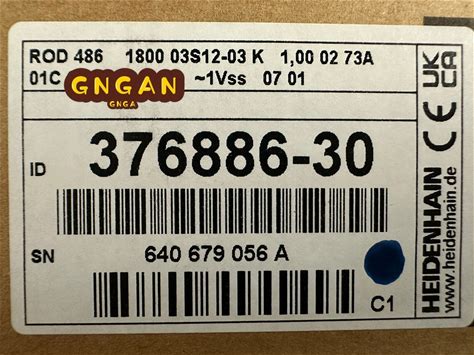 ROD 486 1800 03S12-03 K 1,00 02 73A
01C ~1Vss 07 01
GNGAN
GNGA
ID 376886-30
SN 640 679 056 A
C1
HEIDENHAIN
www.heidenhain.de
CE
UK
CA